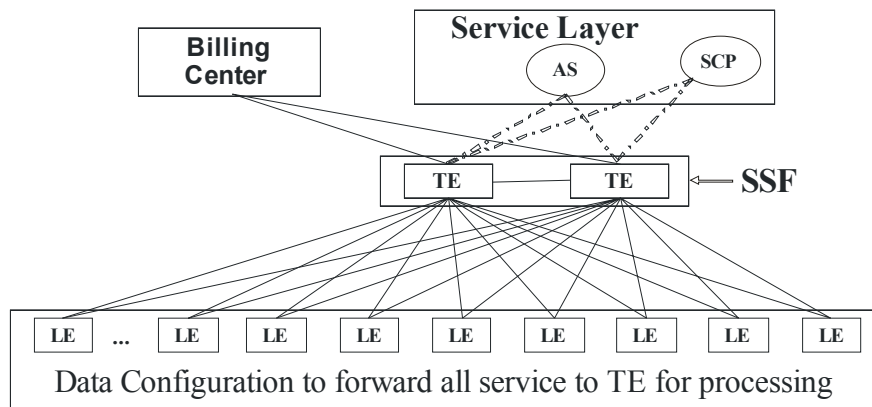 Billing
Center
Service Layer
AS
SCP
TE
TE
SSF
LE
...
LE
LE
LE
LE
LE
LE
LE
LE
Data Configuration to forward all service to TE for processing